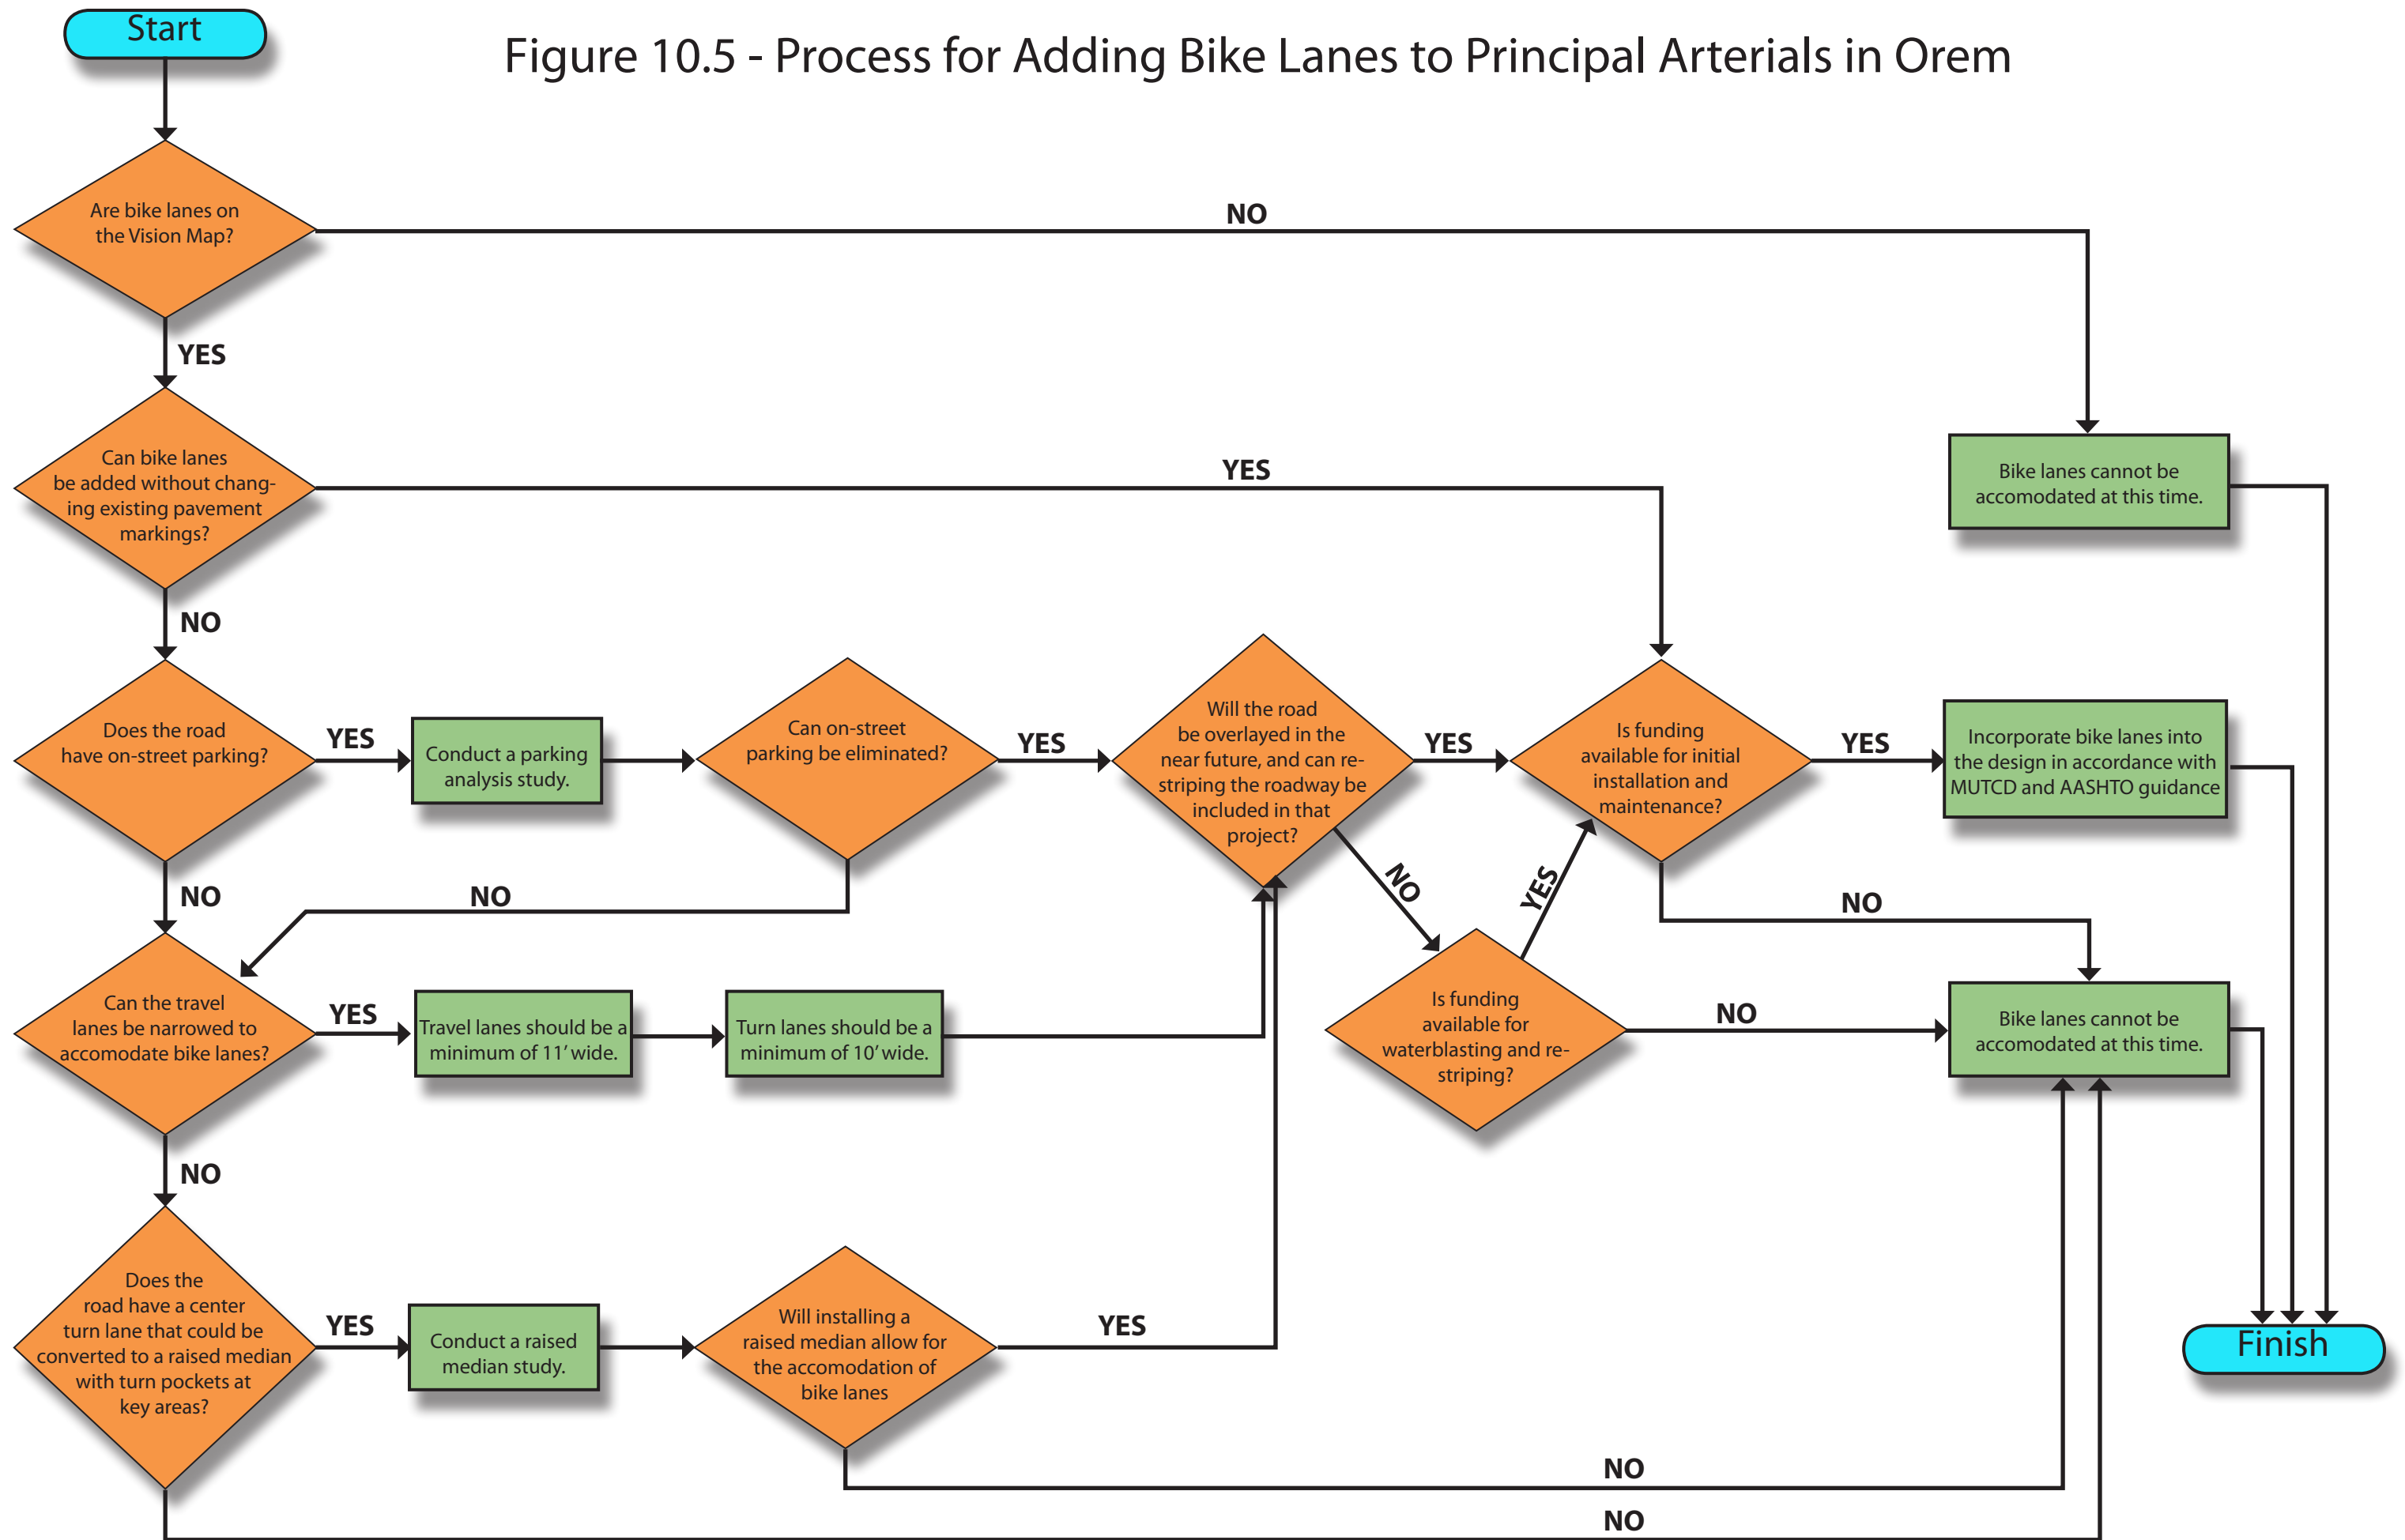 Start
Figure 10.5 - Process for Adding Bike Lanes to Principal Arterials in Orem
Are bike lanes on
the Vision Map?
NO
YES
Can bike lanes
be added without chang-
ing existing pavement
markings?
YES
Bike lanes cannot be
accomodated at this time.
NO
Does the road
have on-street parking?
YES
Conduct a parking
analysis study.
Can on-street
parking be eliminated?
YES
Will the road
be overlayed in the
near future, and can re-
striping the roadway be
included in that
project?
YES
Is funding
available for initial
installation and
maintenance?
YES
Incorporate bike lanes into
the design in accordance with
MUTCD and AASHTO guidance
NO
NO
NO
YES
NO
Can the travel
lanes be narrowed to
accomodate bike lanes?
YES
Travel lanes should be a
minimum of 11’ wide.
Turn lanes should be a
minimum of 10’ wide.
Is funding
available for
waterblasting and re-
striping?
NO
Bike lanes cannot be
accomodated at this time.
NO
Does the
road have a center
turn lane that could be
converted to a raised median
with turn pockets at
key areas?
YES
Conduct a raised
median study.
Will installing a
raised median allow for
the accomodation of
bike lanes
YES
Finish
NO
NO